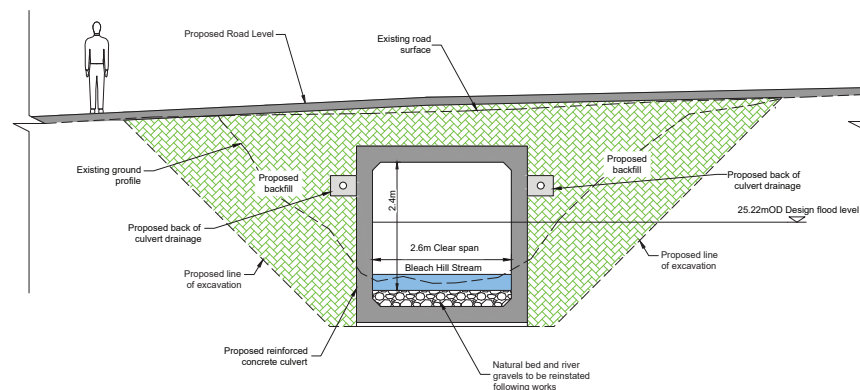 Proposed Road Level
Existing road
surface
Existing ground
profile
Proposed
backfill
Proposed
backfill
Proposed back of
culvert drainage
Proposed back of
culvert drainage
2.4m
25.22mOD Design flood level
2.6m Clear span
Bleach Hill Stream
Proposed line
of excavation
Proposed line
of excavation
Proposed reinforced
concrete culvert
Natural bed and river
gravels to be reinstated
following works